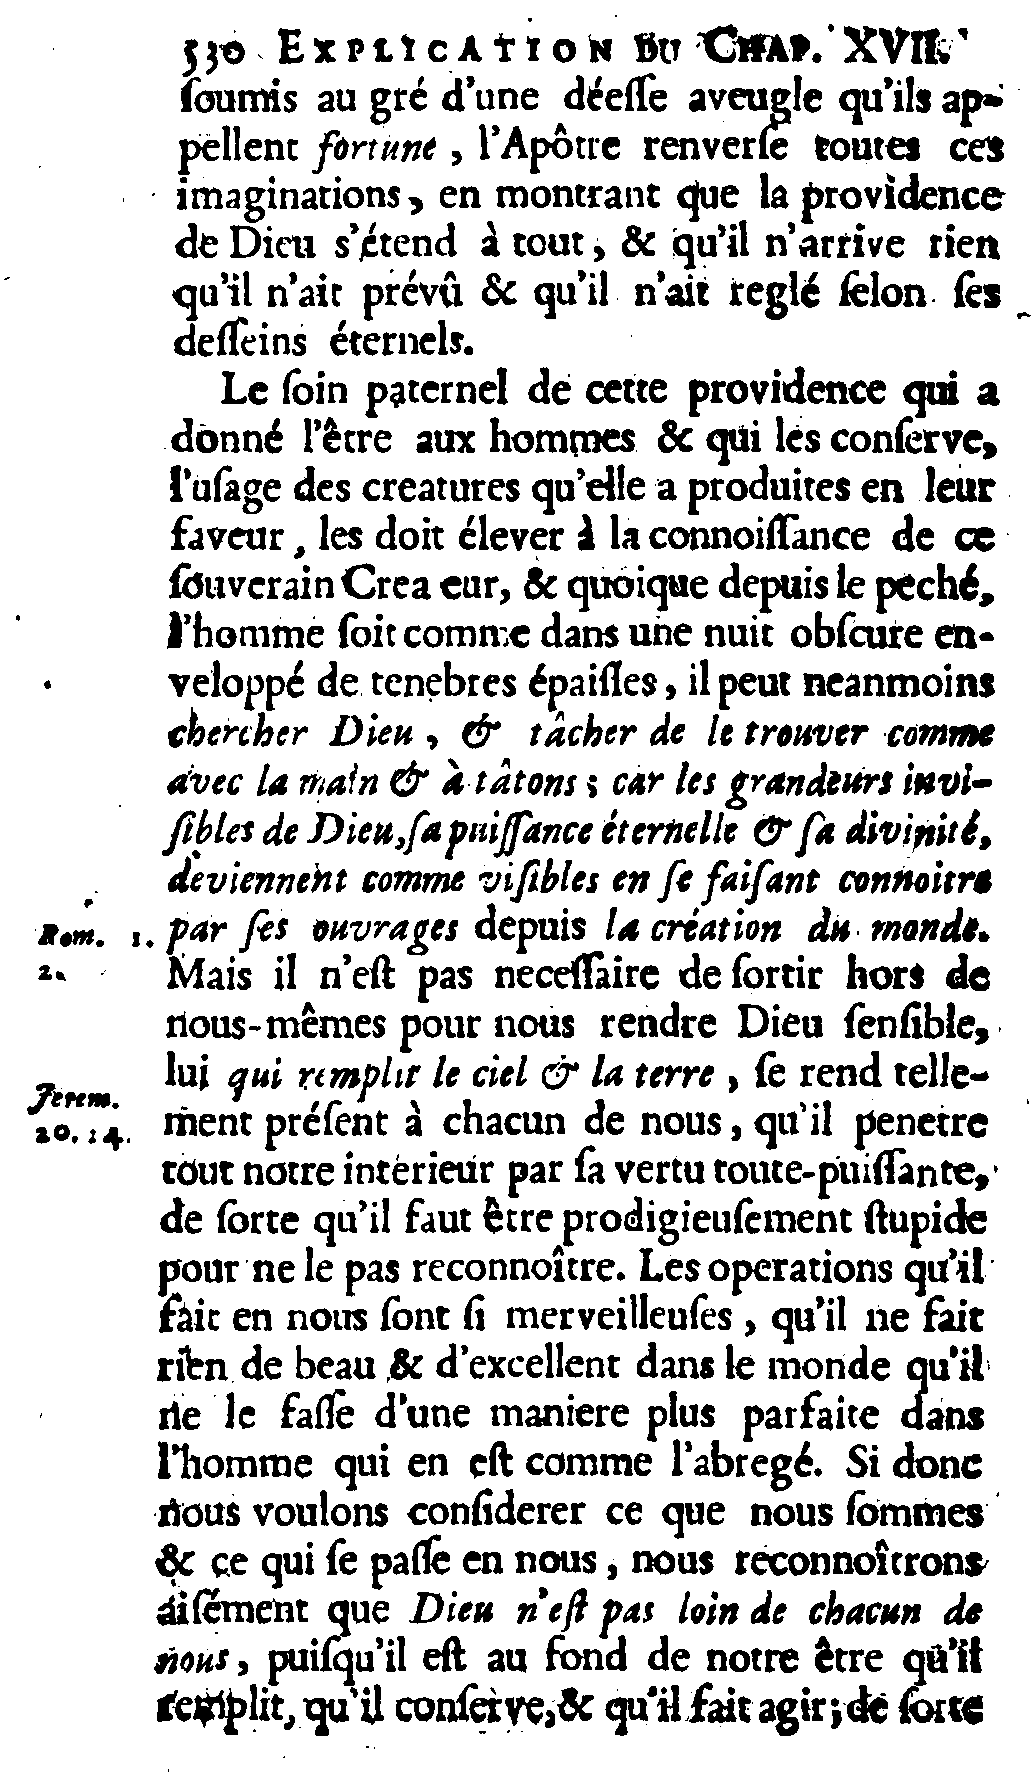 530 EXPLICATION DU CHAP. XVII.
ſoumis au gré d'une déeſſe aveugle qu'ils ap-
pellent fortune, l'Apôtre renverſe toutes ces
imaginations, en montrant que la providence
de Dieu s'étend à tout, & qu'il n'arrive rien
qu'il n'ait prévû & qu'il n'ait reglé ſelon ſes
deſſeins éternels.
Le ſoin paternel de cette providence qui a
donné l'être aux hommes & qui les conſerve,
l'uſage des creatures qu'elle a produites en leur
faveur, les doit élever à la connoiſſance de ce
ſouverain Crea eur, & quoique depuis le peché,
l'homme ſoit comme dans une nuit obſcure en-
veloppé de tenebres épaiſſes, il peut neanmoins
chercher Dieu, & tâcher de le trouver comme
avec la main & à tâtons; car les grandeurs invi-
ſibles de Dieu, ſa puiſſance éternelle & ſa divinité,
deviennent comme viſibles en ſe faiſant connoitre
Rom. 1. par ſes ouvrages depuis la création du monde.
2. Mais il n'eſt pas neceſſaire de ſortir hors de
nous-mêmes pour nous rendre Dieu ſenſible,
lui qui remplit le ciel & la terre, ſe rend telle-
Jerem.
20. 24. ment préſent à chacun de nous, qu'il penetre
tout notre intérieur par ſa vertu toute-puiſſante,
de ſorte qu'il faut être prodigieuſement ſtupide
pour ne le pas reconnoître. Les operations qu'il
fait en nous ſont ſi merveilleuſes, qu'il ne fait
rien de beau & d'excellent dans le monde qu'il
ne le faſſe d'une maniere plus parfaite dans
l'homme qui en eſt comme l'abregé. Si donc
nous voulons conſiderer ce que nous ſommes
& ce qui ſe paſſe en nous, nous reconnoîtrons
aiſément que Dieu n'eſt pas loin de chacun de
nous, puiſqu'il eſt au fond de notre être qu'il
remplit, qu'il conſerve, & qu'il fait agir; de ſorte